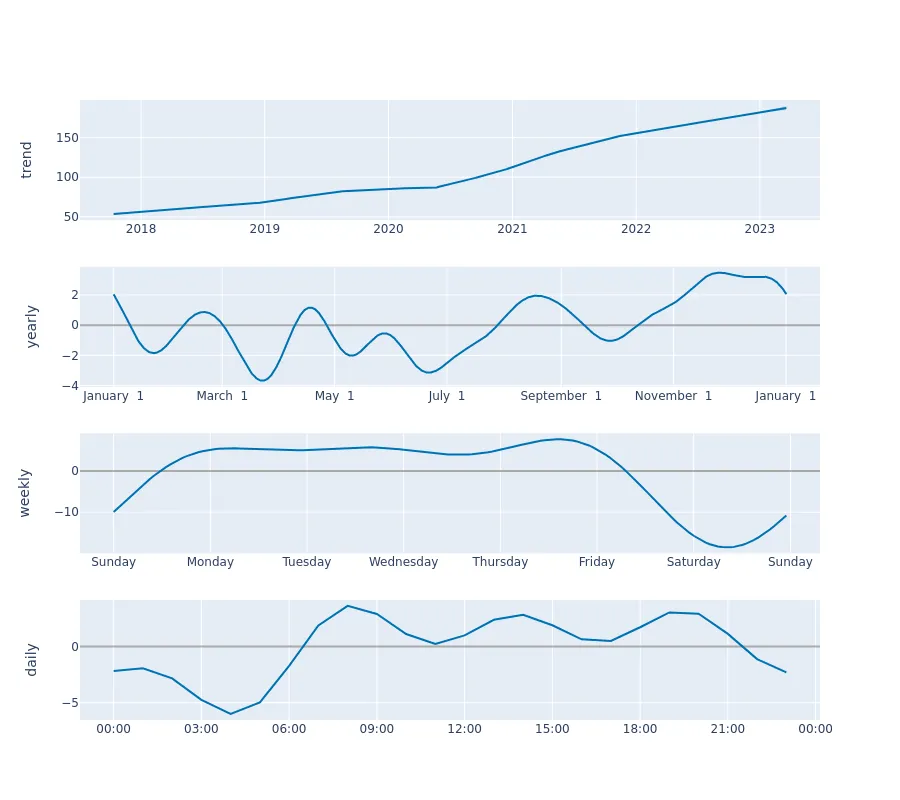 trend
150
100
50
2018 2019 2020 2021 2022 2023
yearly
2
0
−2
−4
January 1 March 1 May 1 July 1 September 1 November 1 January 1
weekly
0
−10
Sunday Monday Tuesday Wednesday Thursday Friday Saturday Sunday
daily
0
−5
00:00 03:00 06:00 09:00 12:00 15:00 18:00 21:00 00:00